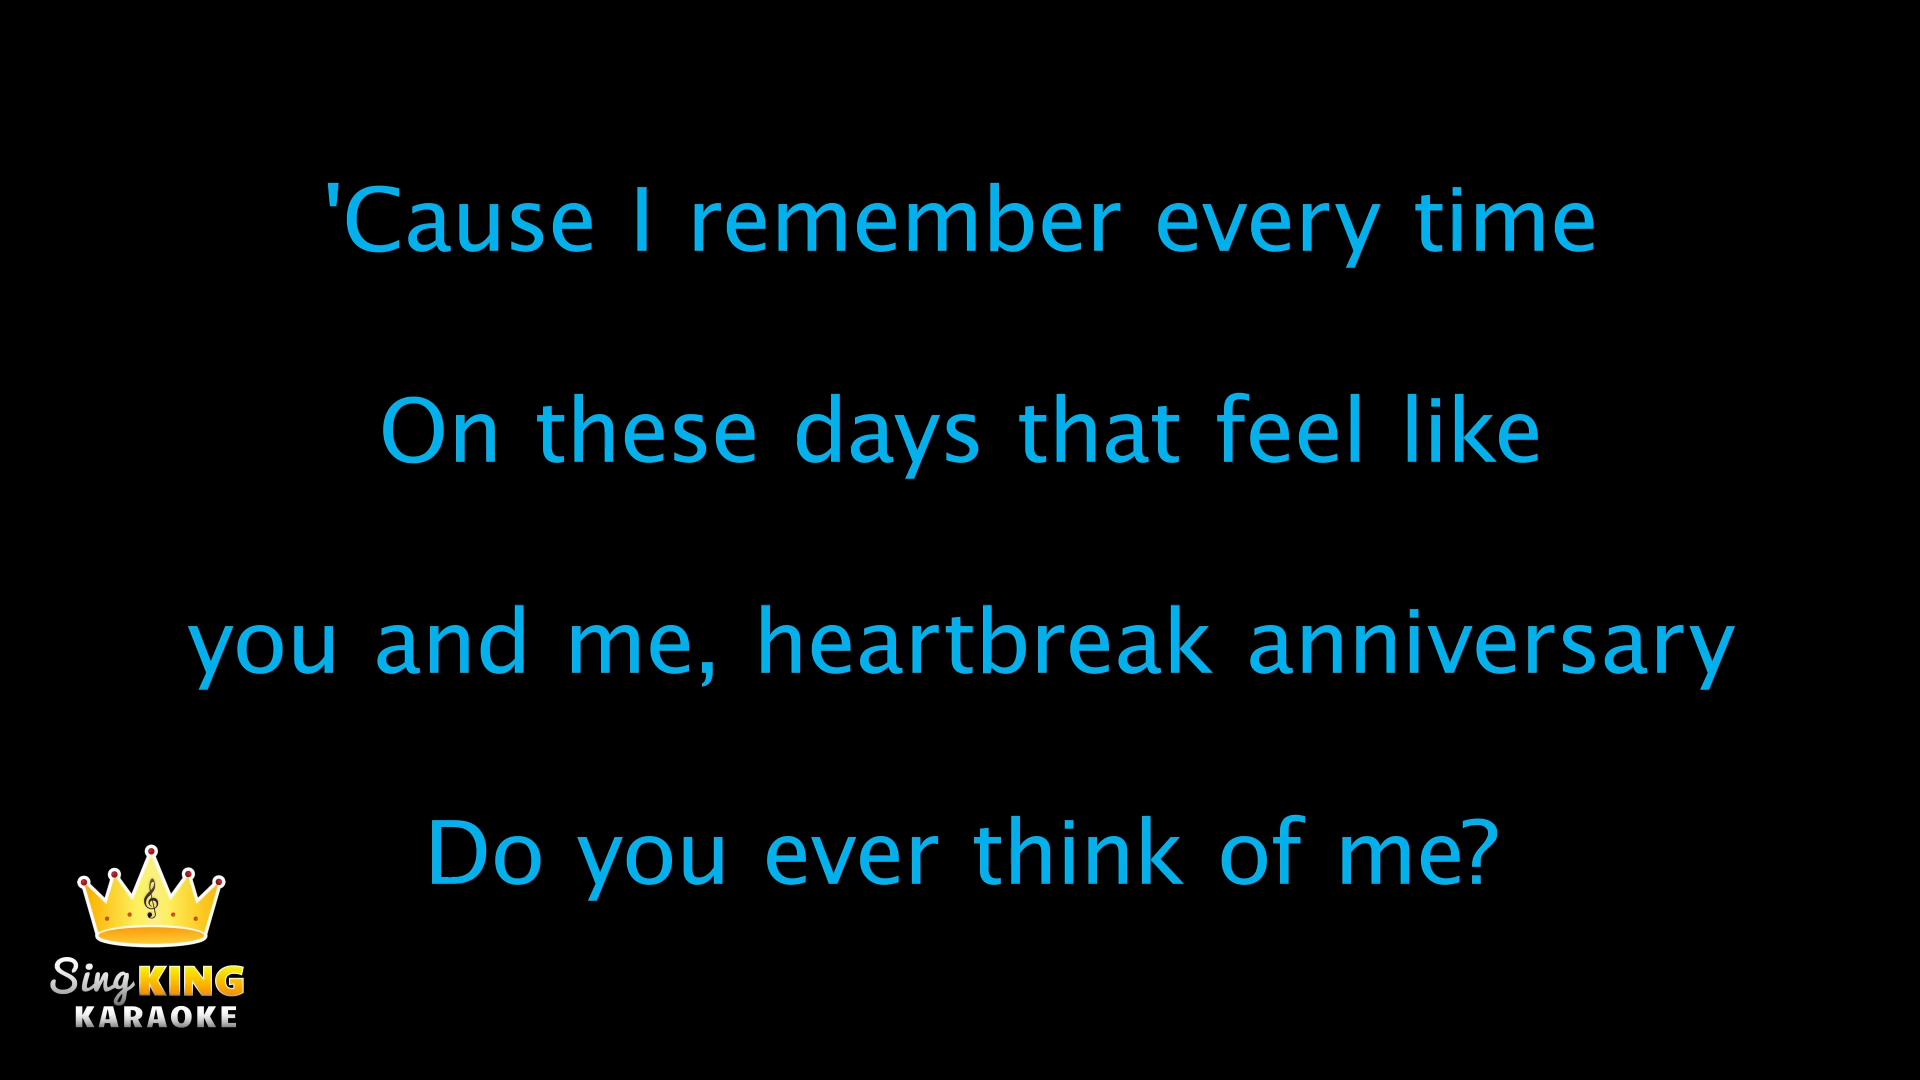 'Cause I remember every time
On these days that feel like
you and me, heartbreak anniversary
Do you ever think of me?
Sing KING
KARAOKE